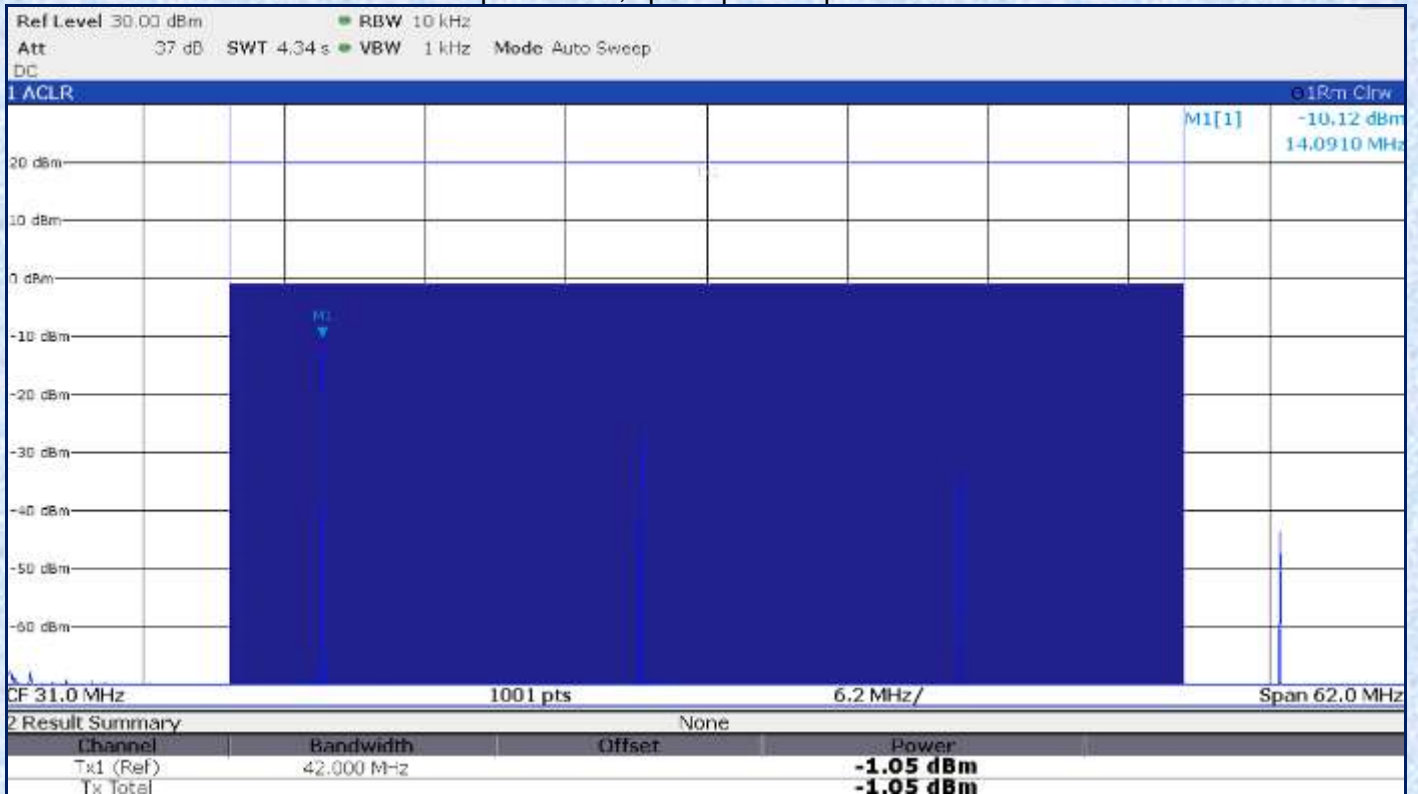 Ref Level 30.00 dBm RBW 10 kHz
Att 37 dB SWT 4.34 s VBW 1 kHz Mode Auto Sweep
DC
1 ACLR 1Rm Clrw
M1[1] -10.12 dBm
14.0910 MHz
20 dBm
10 dBm
0 dBm
M1
-10 dBm
-20 dBm
-30 dBm
-40 dBm
-50 dBm
-60 dBm
CF 31.0 MHz 1001 pts 6.2 MHz/ Span 62.0 MHz
2 Result Summary None
Channel Bandwidth Offset Power
Tx1 (Ref) 42.000 MHz -1.05 dBm
Tx Total -1.05 dBm